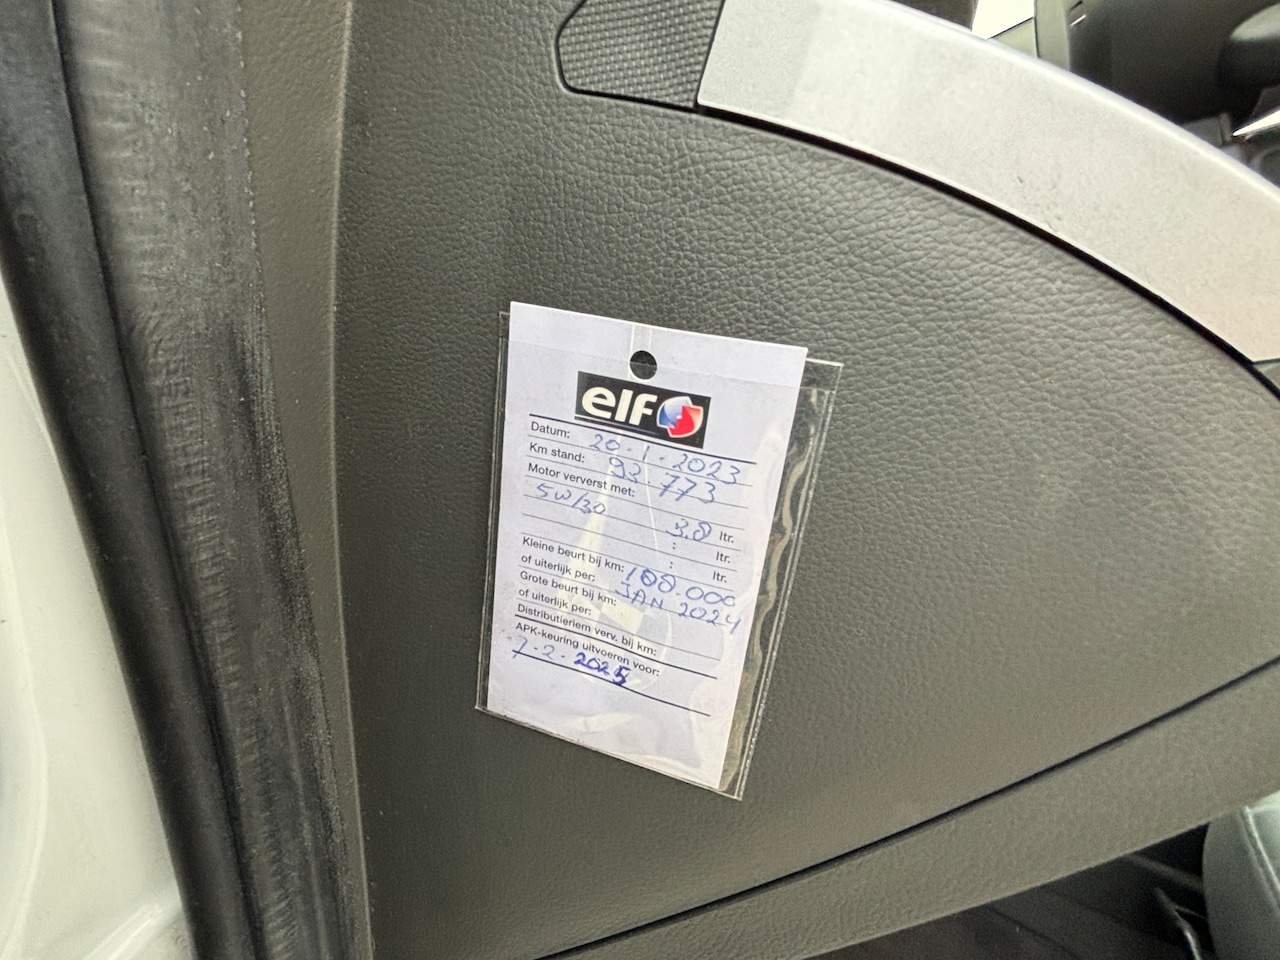 elf
Datum: 20-1-2023
Km stand: 93.773
Motor ververst met:
5W/30 3.8 ltr.
: ltr.
: ltr.
Kleine beurt bij km: 108.000
of uiterlijk per: JAN 2024
Grote beurt bij km:
of uiterlijk per:
Distributieriem verv. bij km:
APK-keuring uitvoeren voor:
7-2-2025